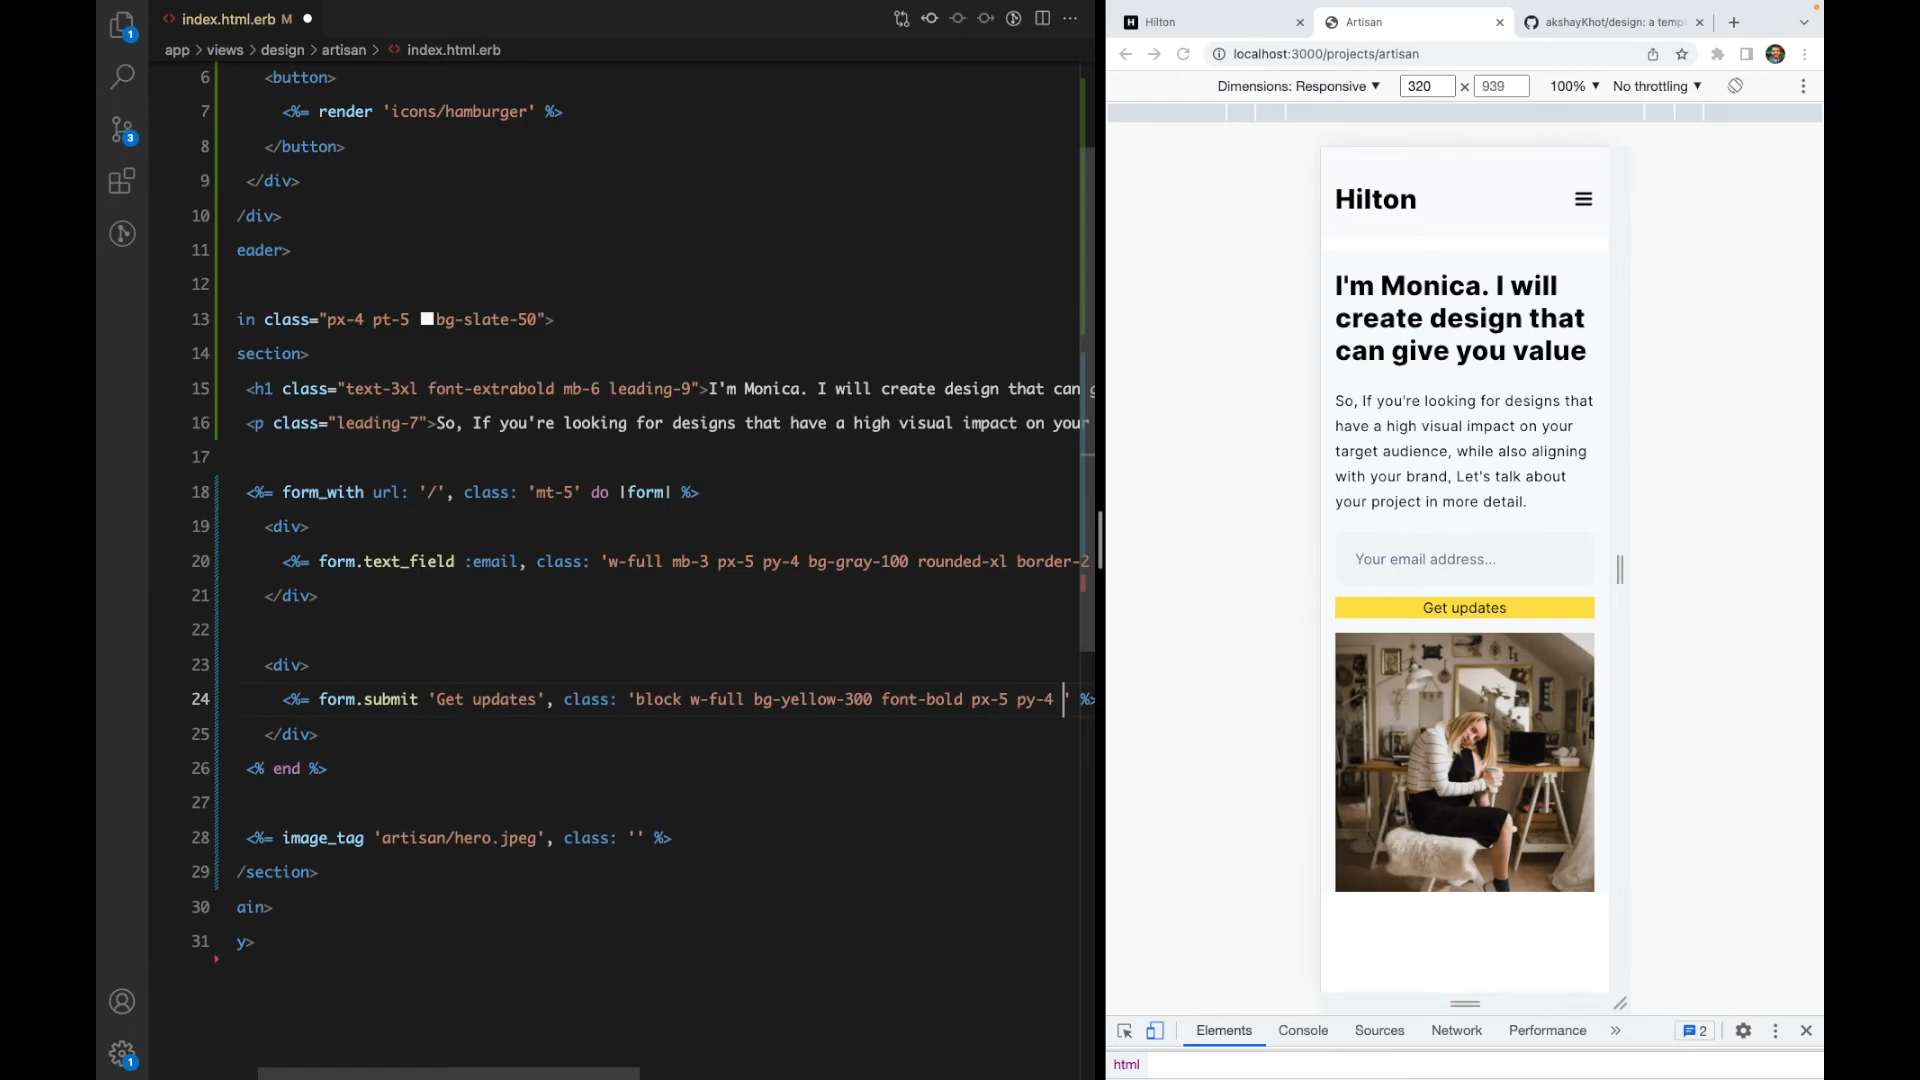 index.html.erb M
app > views > design > artisan > index.html.erb
6 <button>
7 <%= render 'icons/hamburger' %>
8 </button>
9 </div>
10 /div>
11 eader>
12
13 in class="px-4 pt-5 bg-slate-50">
14 section>
15 <h1 class="text-3xl font-extrabold mb-6 leading-9">I'm Monica. I will create design that can g
16 <p class="leading-7">So, If you're looking for designs that have a high visual impact on your
17
18 <%= form_with url: '/', class: 'mt-5' do |form| %>
19 <div>
20 <%= form.text_field :email, class: 'w-full mb-3 px-5 py-4 bg-gray-100 rounded-xl border-2
21 </div>
22
23 <div>
24 <%= form.submit 'Get updates', class: 'block w-full bg-yellow-300 font-bold px-5 py-4 ' %>
25 </div>
26 <% end %>
27
28 <%= image_tag 'artisan/hero.jpeg', class: '' %>
29 /section>
30 ain>
31 y>
1
3
1
H Hilton
Artisan
akshayKhot/design: a templ
localhost:3000/projects/artisan
Dimensions: Responsive 320 × 939 100% No throttling
Hilton
I'm Monica. I will
create design that
can give you value
So, If you're looking for designs that
have a high visual impact on your
target audience, while also aligning
with your brand, Let's talk about
your project in more detail.
Your email address...
Get updates
Elements Console Sources Network Performance » 2
html